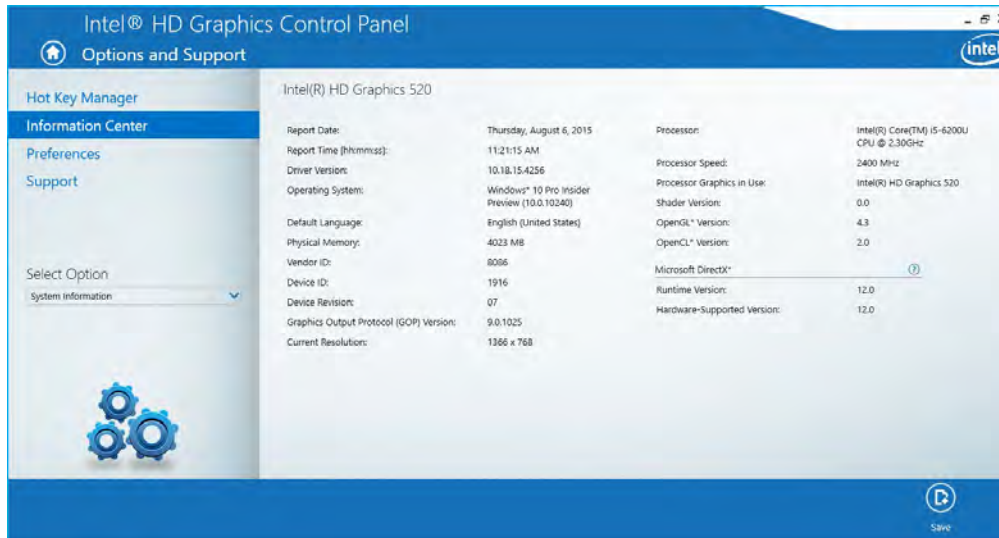 Intel® HD Graphics Control Panel
Options and Support
intel
Hot Key Manager
Information Center
Preferences
Support
Select Option
System Information
Intel(R) HD Graphics 520
Report Date: Thursday, August 6, 2015
Report Time [hh:mm:ss]: 11:21:15 AM
Driver Version: 10.18.15.4256
Operating System: Windows* 10 Pro Insider
Preview (10.0.10240)
Default Language: English (United States)
Physical Memory: 4023 MB
Vendor ID: 8086
Device ID: 1916
Device Revision: 07
Graphics Output Protocol (GOP) Version: 9.0.1025
Current Resolution: 1366 x 768
Processor: Intel(R) Core(TM) i5-6200U
CPU @ 2.30GHz
Processor Speed: 2400 MHz
Processor Graphics in Use: Intel(R) HD Graphics 520
Shader Version: 0.0
OpenGL* Version: 4.3
OpenCL* Version: 2.0
Microsoft DirectX*
Runtime Version: 12.0
Hardware-Supported Version: 12.0
Save